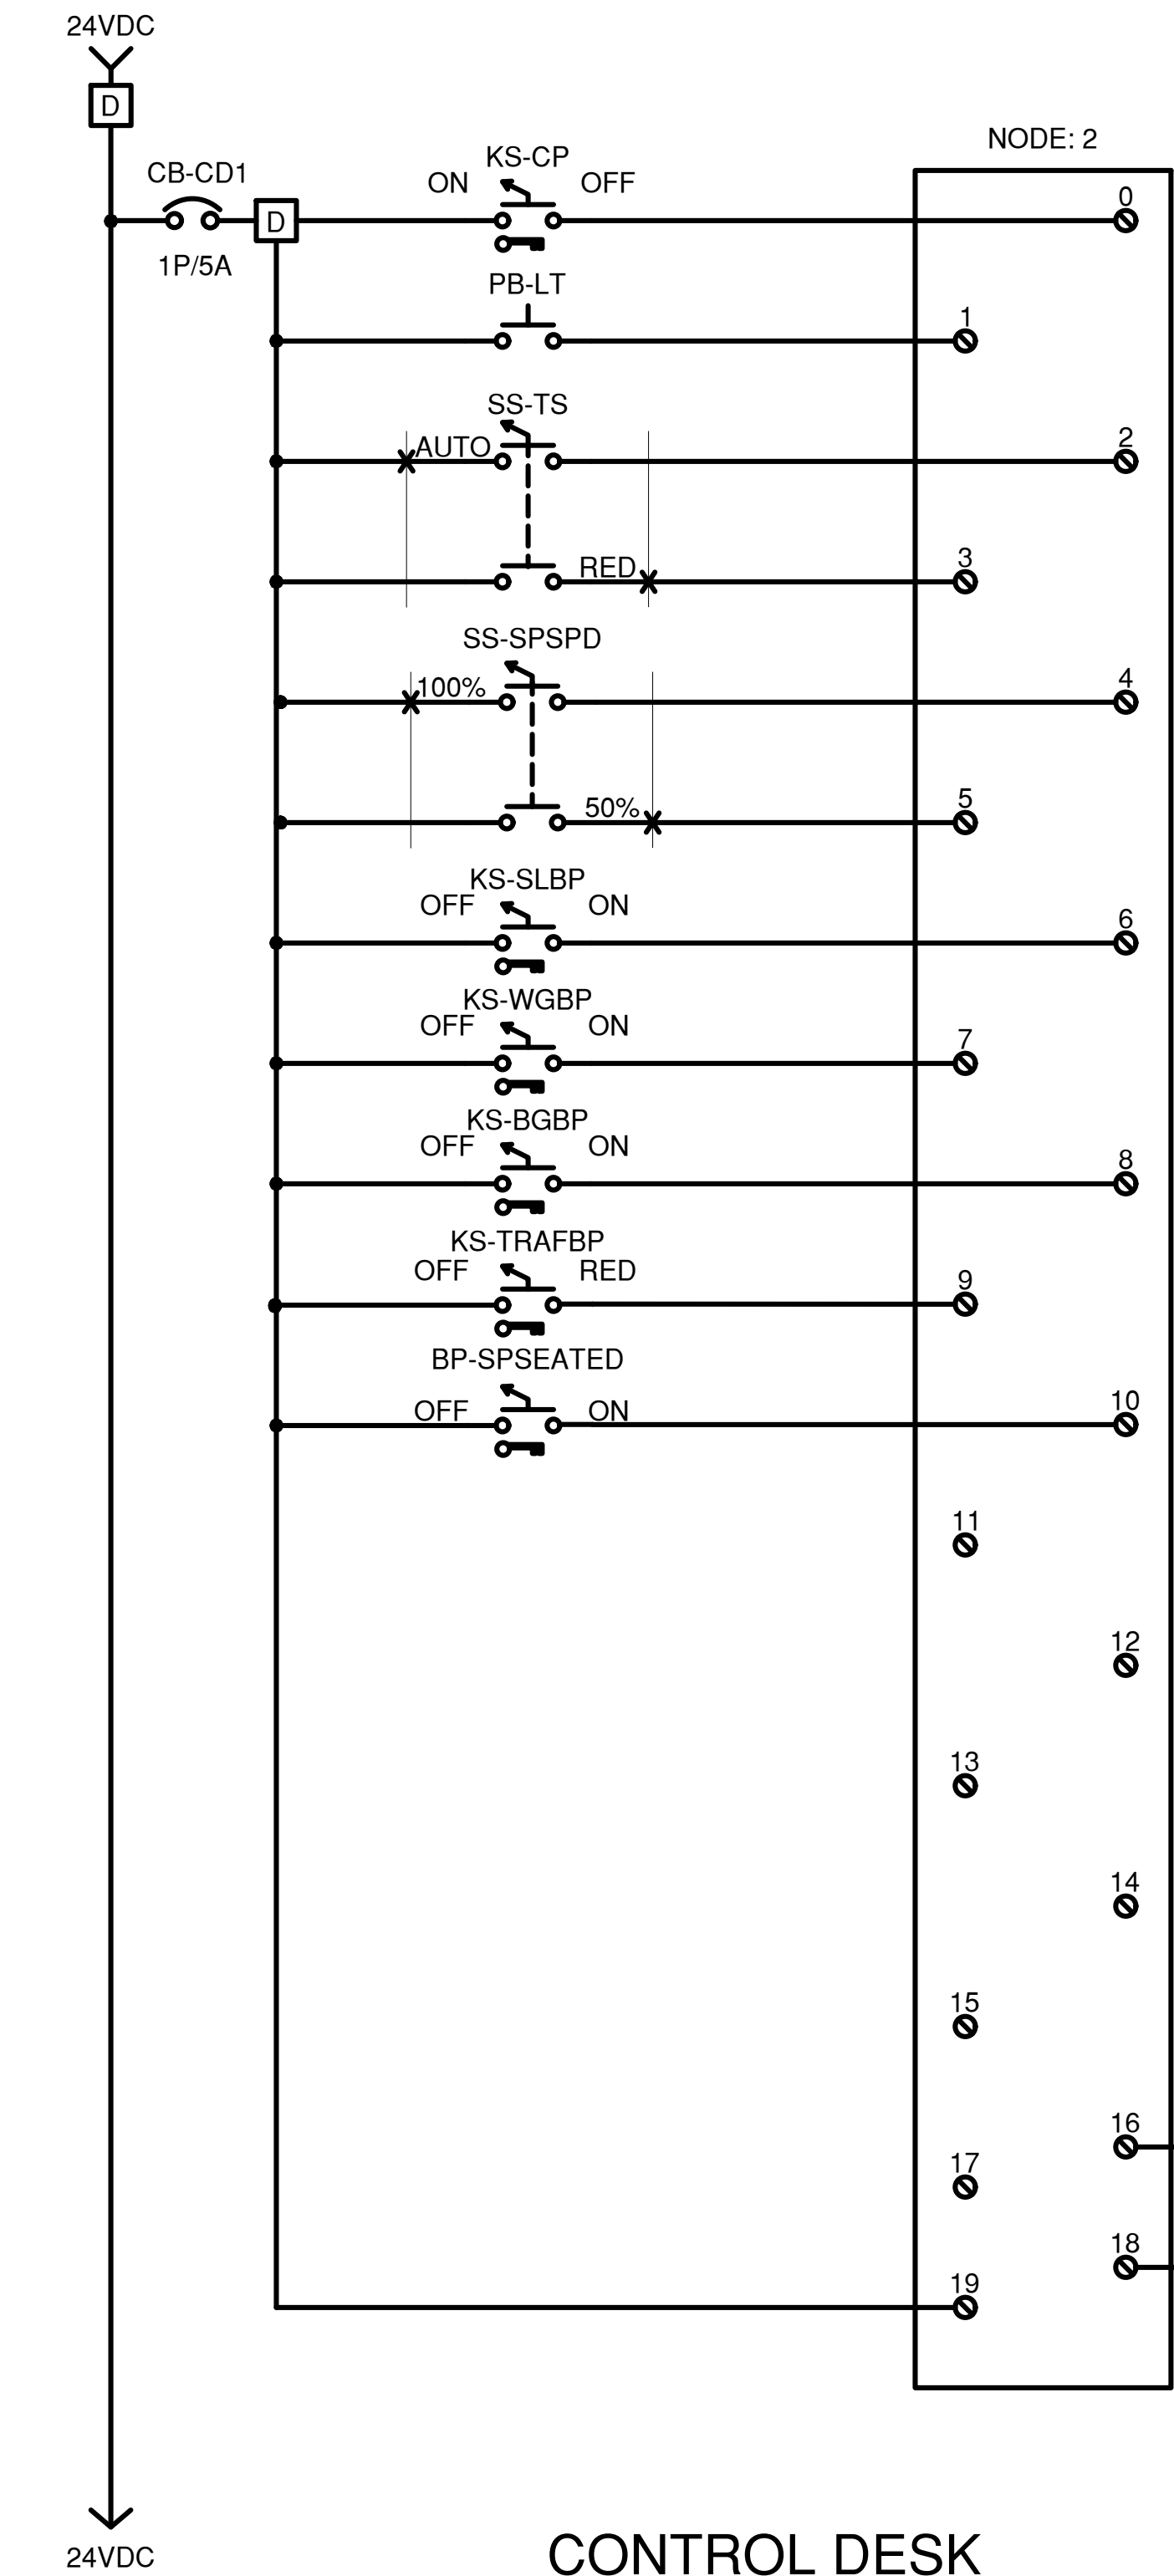 24VDC
D
NODE: 2
KS-CP
CB-CD1
ON
OFF
0
D
1P/5A
PB-LT
1
SS-TS
AUTO
2
RED
3
SS-SPSPD
100%
4
50%
5
KS-SLBP
OFF
ON
6
KS-WGBP
OFF
ON
7
KS-BGBP
OFF
ON
8
KS-TRAFBP
OFF
RED
9
BP-SPSEATED
OFF
ON
10
11
12
13
14
15
16
17
18
19
24VDC
CONTROL DESK